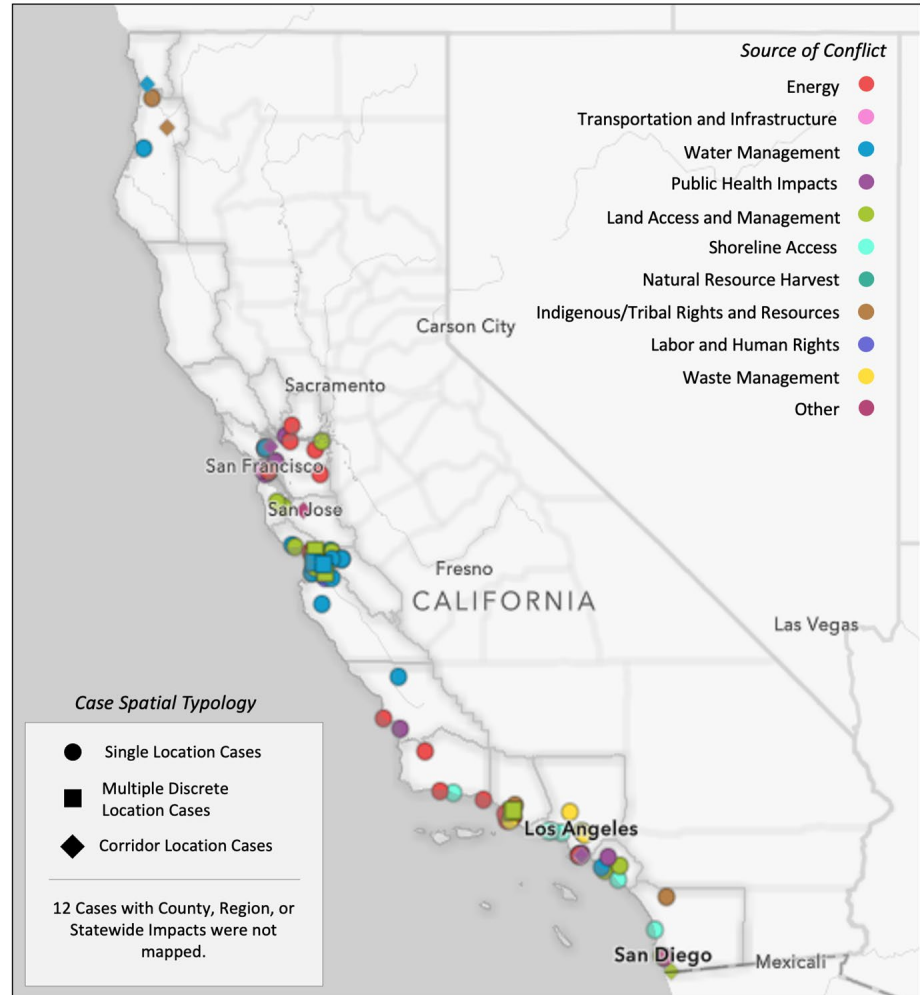 Source of Conflict
Energy
Transportation and Infrastructure
Water Management
Public Health Impacts
Land Access and Management
Shoreline Access
Natural Resource Harvest
Indigenous/Tribal Rights and Resources
Labor and Human Rights
Waste Management
Other
Carson City
Sacramento
San Francisco
San Jose
Fresno
CALIFORNIA
Las Vegas
Los Angeles
San Diego
Mexicali
Case Spatial Typology
Single Location Cases
Multiple Discrete
Location Cases
Corridor Location Cases
12 Cases with County, Region, or
Statewide Impacts were not
mapped.